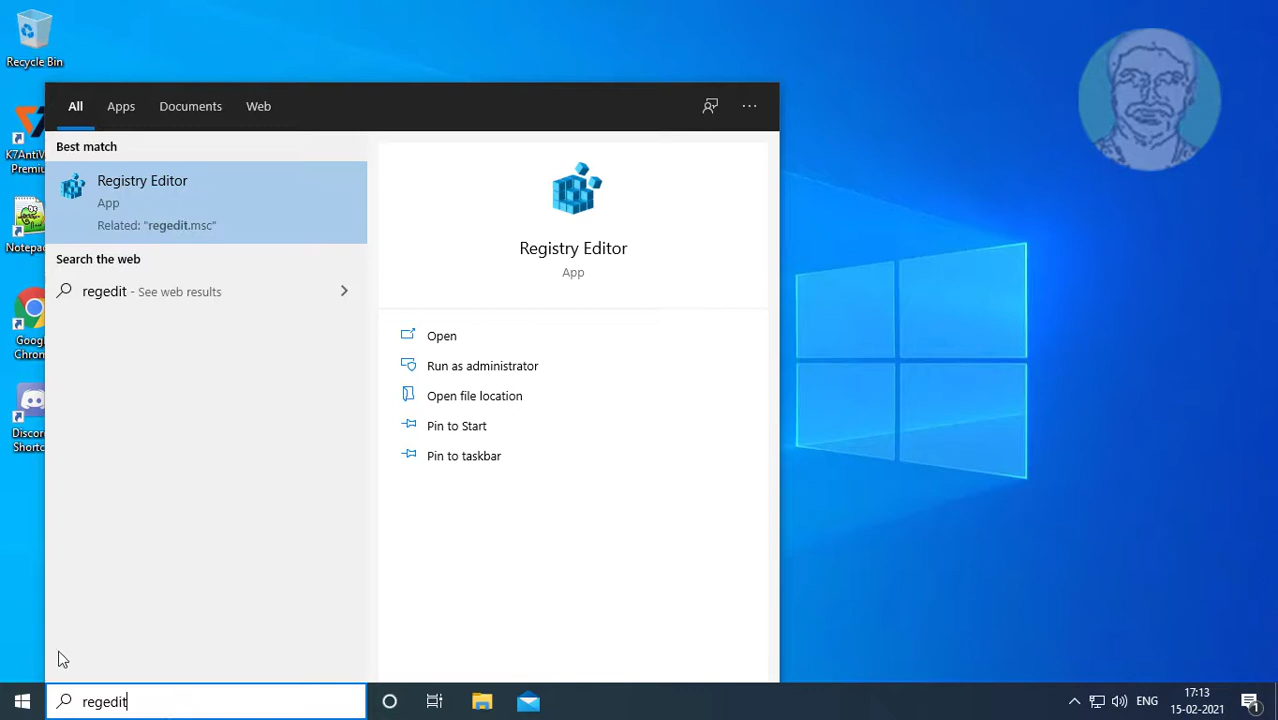 Recycle Bin
All
Apps
Documents
Web
...
Best match
Registry Editor
App
Related: "regedit.msc"
Search the web
regedit - See web results
Registry Editor
App
Open
Run as administrator
Open file location
Pin to Start
Pin to taskbar
K7AntiV
Premiu
Notepa
Goog
Chron
Discor
Shortc
regedit
ENG
17:13
15-02-2021
1